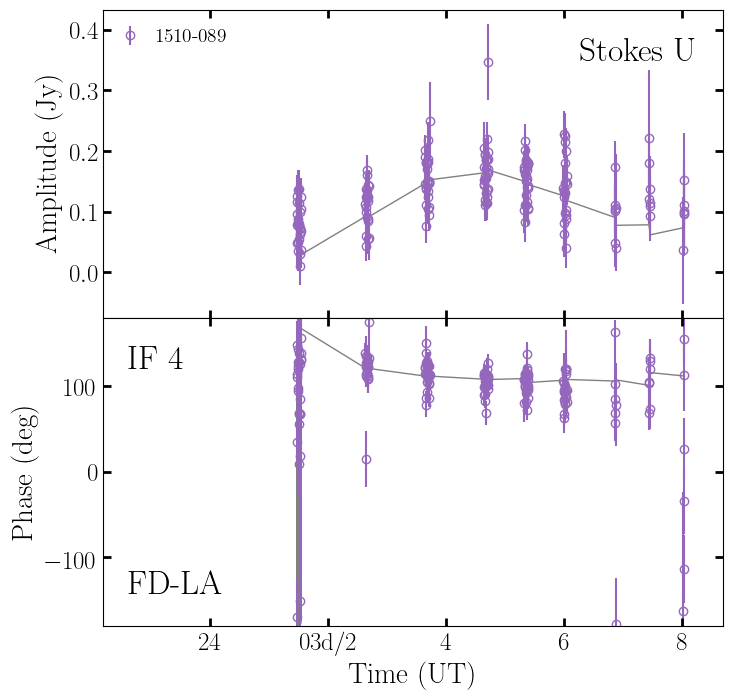 1510-089
Stokes U
Amplitude (Jy)
0.4
0.3
0.2
0.1
0.0
IF 4
FD-LA
Phase (deg)
100
0
−100
24
03d/2
4
6
8
Time (UT)